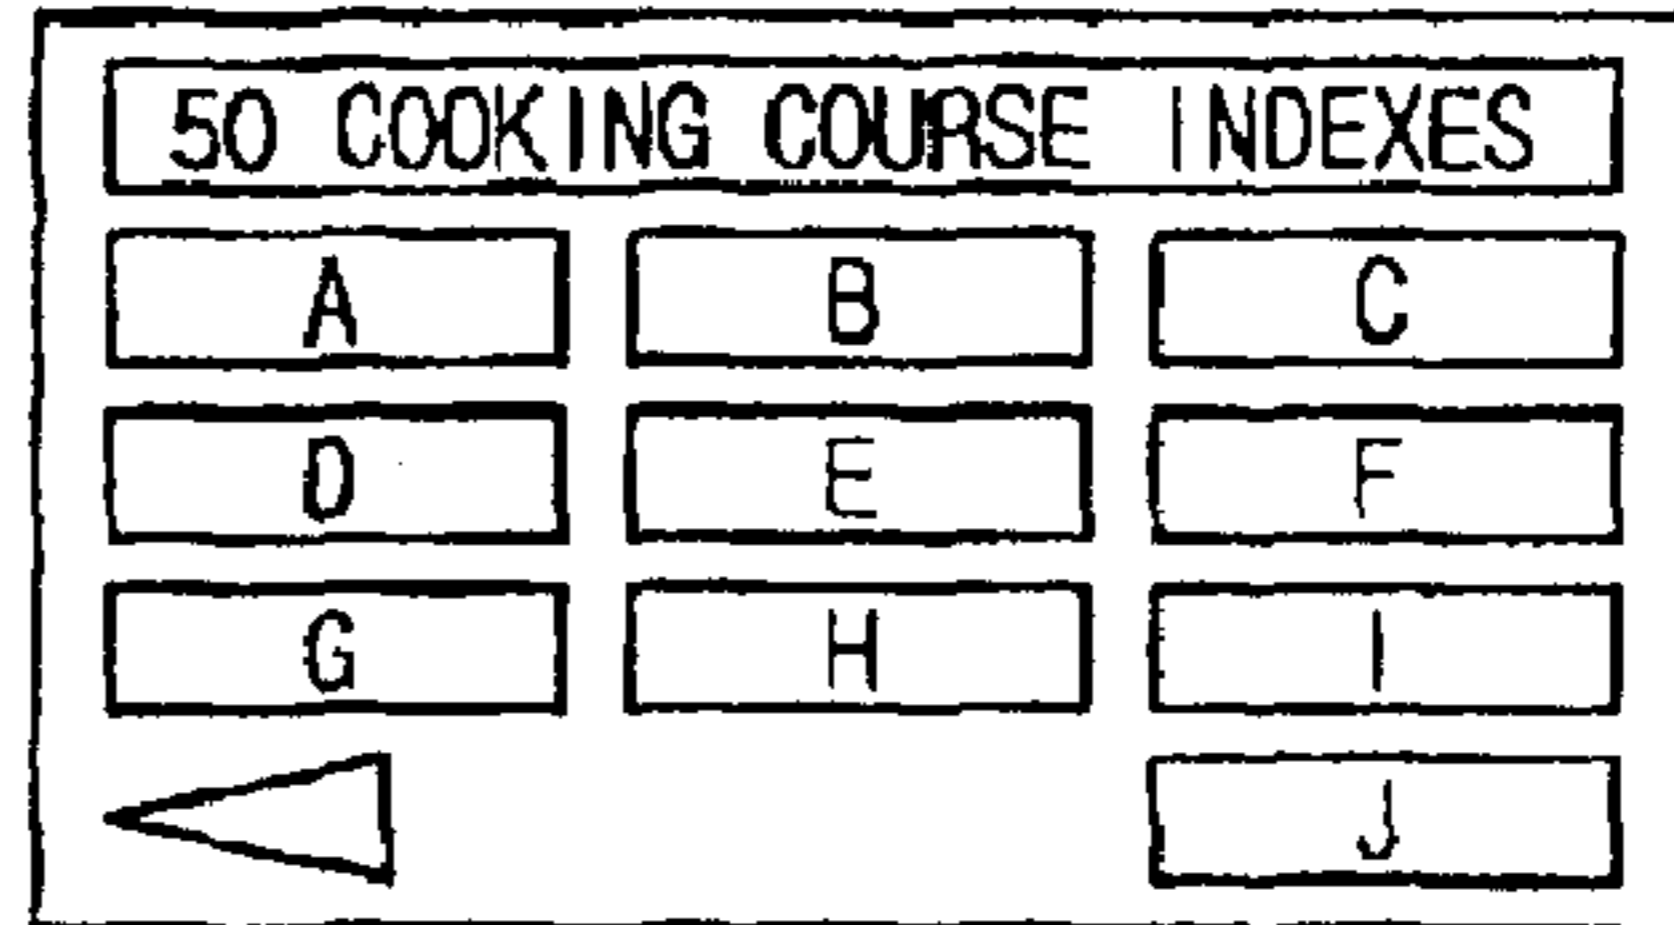 50 COOKING COURSE INDEXES
A B C
D E F
G H I
J